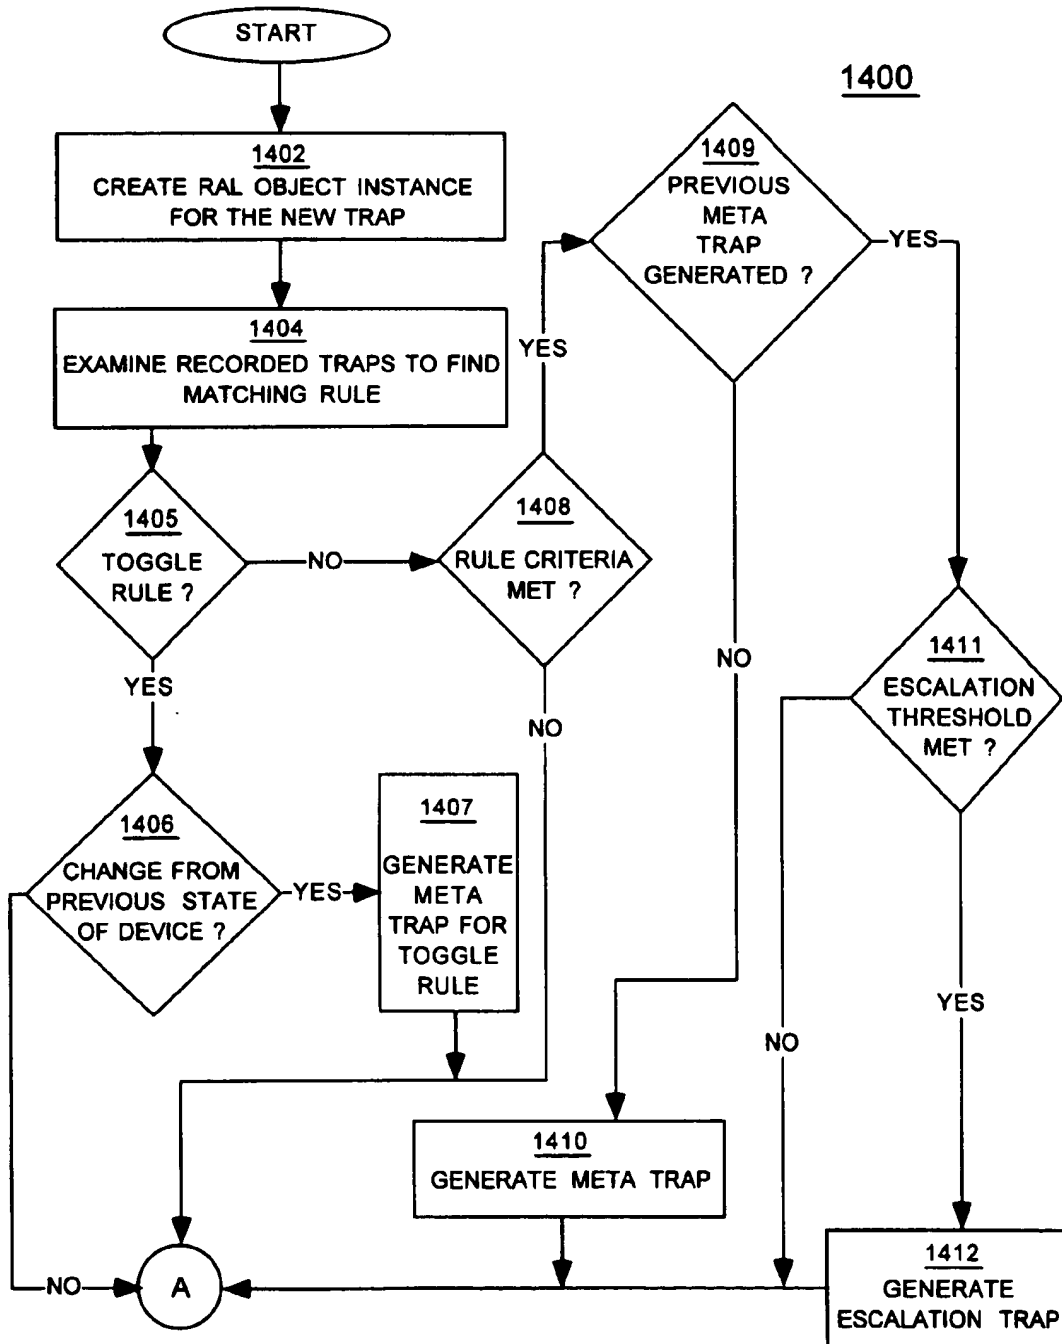 START
1400
1402
CREATE RAL OBJECT INSTANCE
FOR THE NEW TRAP
1404
EXAMINE RECORDED TRAPS TO FIND
MATCHING RULE
1405
TOGGLE
RULE ?
NO
YES
1408
RULE CRITERIA
MET ?
YES
NO
1409
PREVIOUS
META
TRAP
GENERATED ?
YES
NO
1411
ESCALATION
THRESHOLD
MET ?
NO
YES
1406
CHANGE FROM
PREVIOUS STATE
OF DEVICE ?
YES
NO
1407
GENERATE
META
TRAP FOR
TOGGLE
RULE
1410
GENERATE META TRAP
1412
GENERATE
ESCALATION TRAP
A